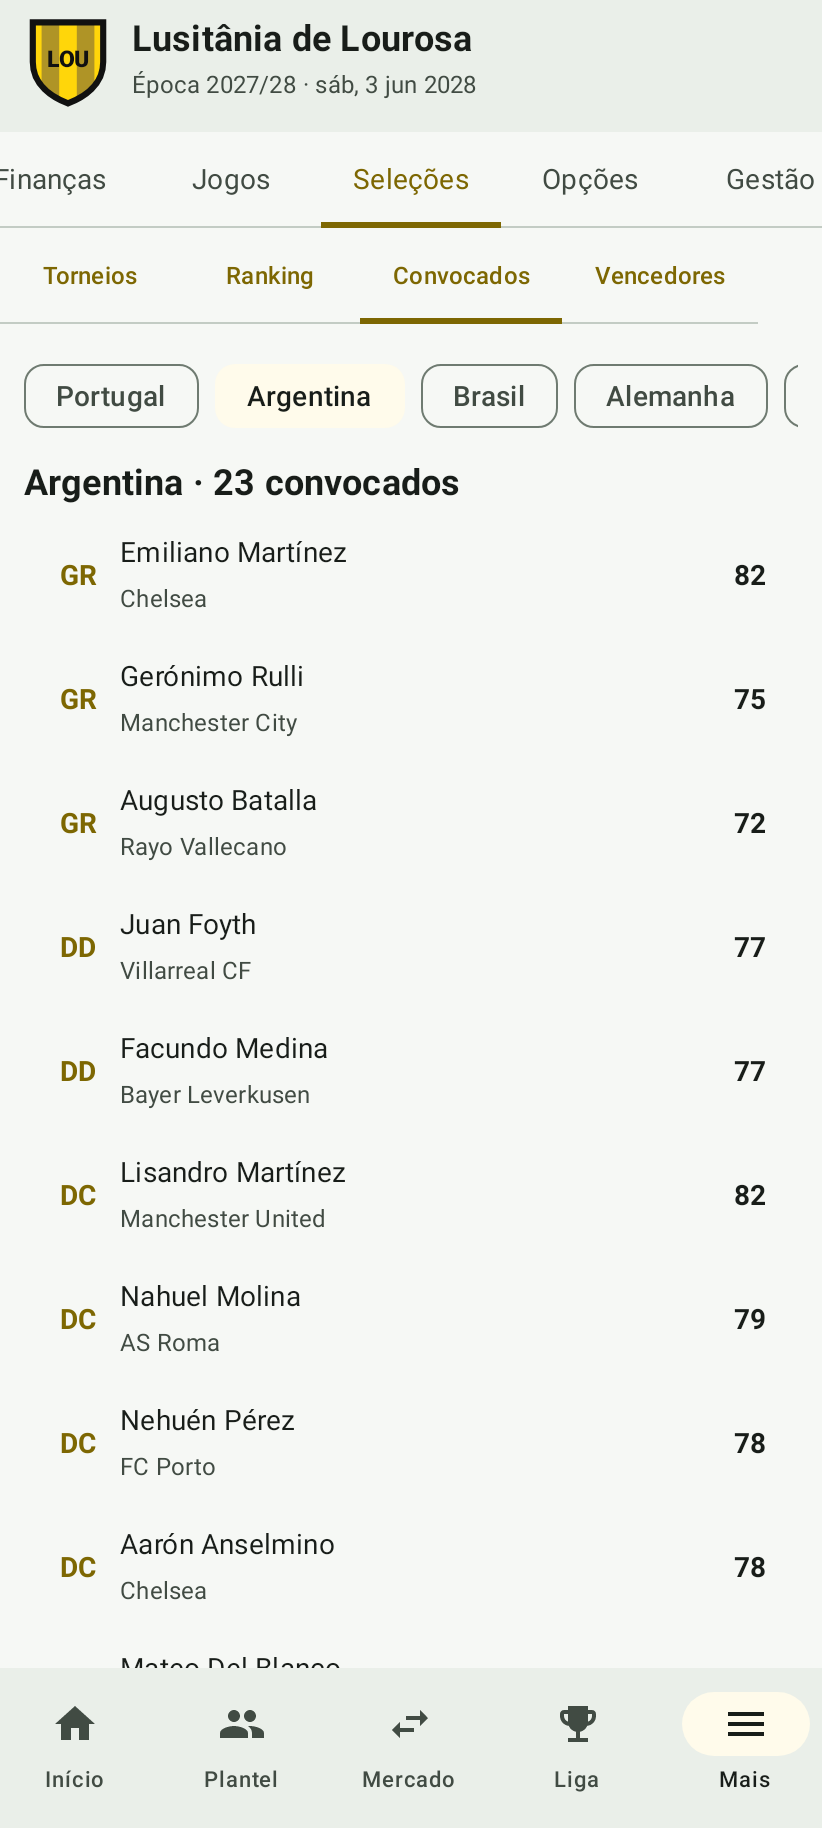 LOU
Lusitânia de Lourosa
Época 2027/28 · sáb, 3 jun 2028
Finanças
Jogos
Seleções
Opções
Gestão
Torneios
Ranking
Convocados
Vencedores
Portugal
Argentina
Brasil
Alemanha
Argentina · 23 convocados
GR
Emiliano Martínez
Chelsea
82
GR
Gerónimo Rulli
Manchester City
75
GR
Augusto Batalla
Rayo Vallecano
72
DD
Juan Foyth
Villarreal CF
77
DD
Facundo Medina
Bayer Leverkusen
77
DC
Lisandro Martínez
Manchester United
82
DC
Nahuel Molina
AS Roma
79
DC
Nehuén Pérez
FC Porto
78
DC
Aarón Anselmino
Chelsea
78
Mateo Del Blanco
Início
Plantel
Mercado
Liga
Mais